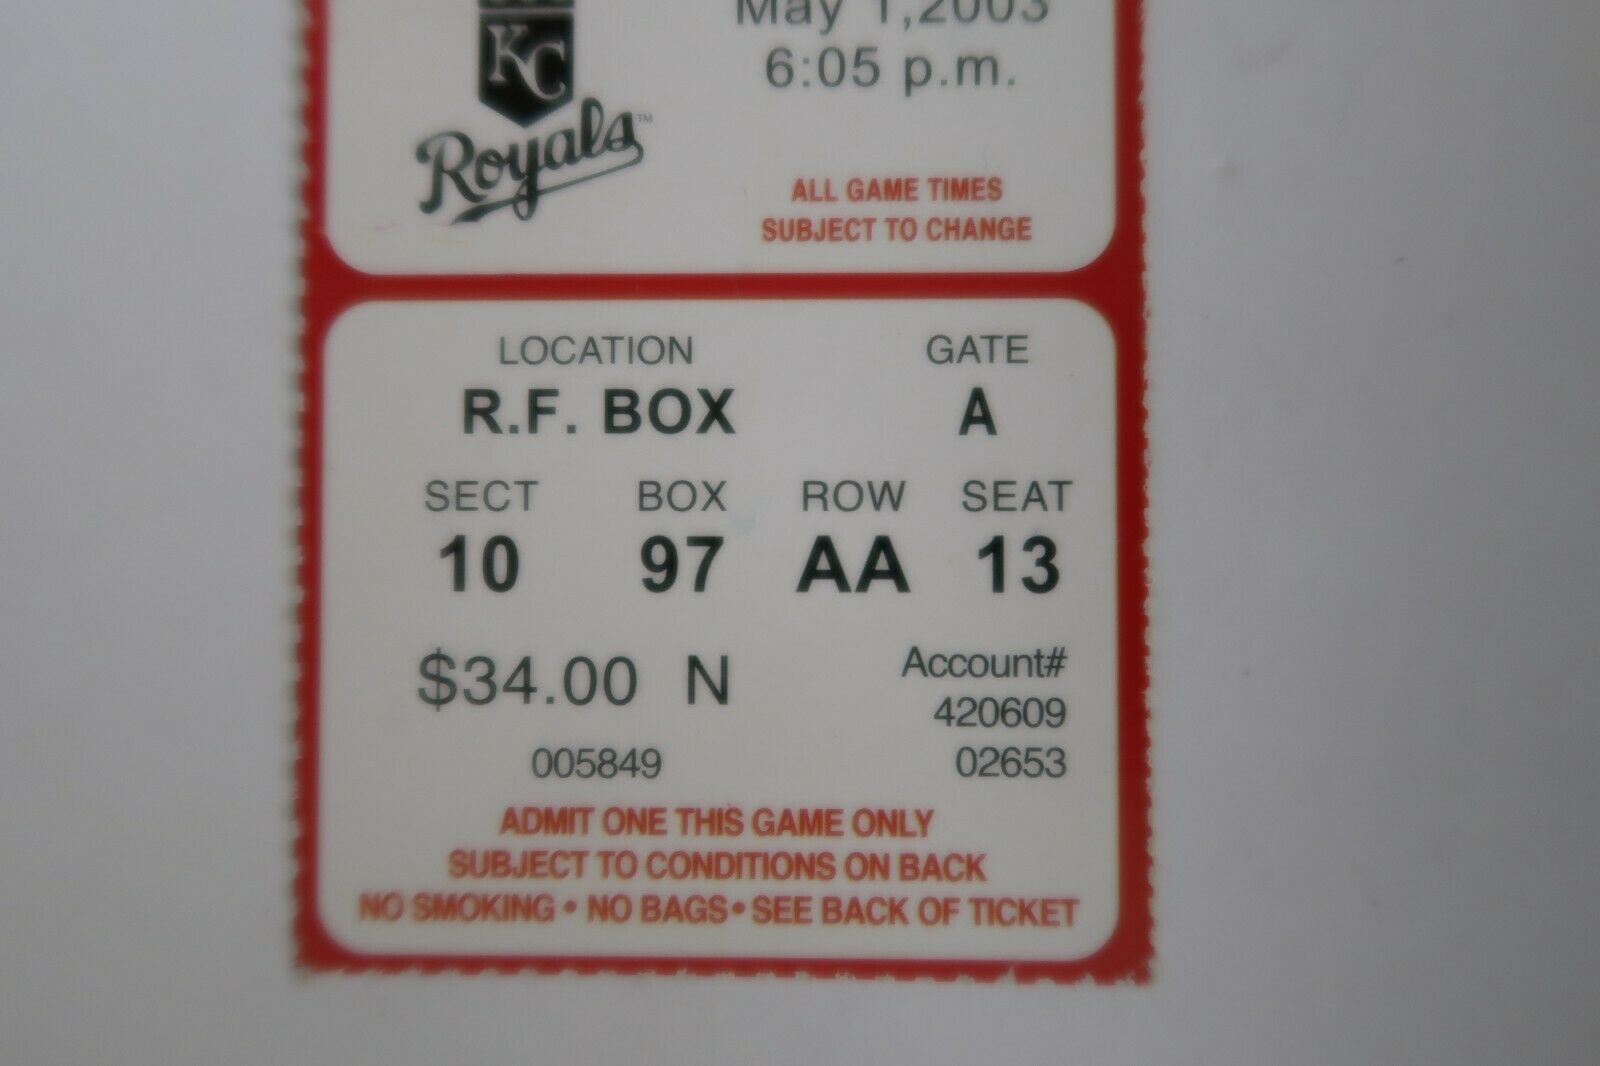 May 1,2003
6:05 p.m.
KC
Royals™
ALL GAME TIMES
SUBJECT TO CHANGE
LOCATION GATE
R.F. BOX A
SECT BOX ROW SEAT
10 97 AA 13
$34.00 N
Account#
420609
005849 02653
ADMIT ONE THIS GAME ONLY
SUBJECT TO CONDITIONS ON BACK
NO SMOKING • NO BAGS • SEE BACK OF TICKET